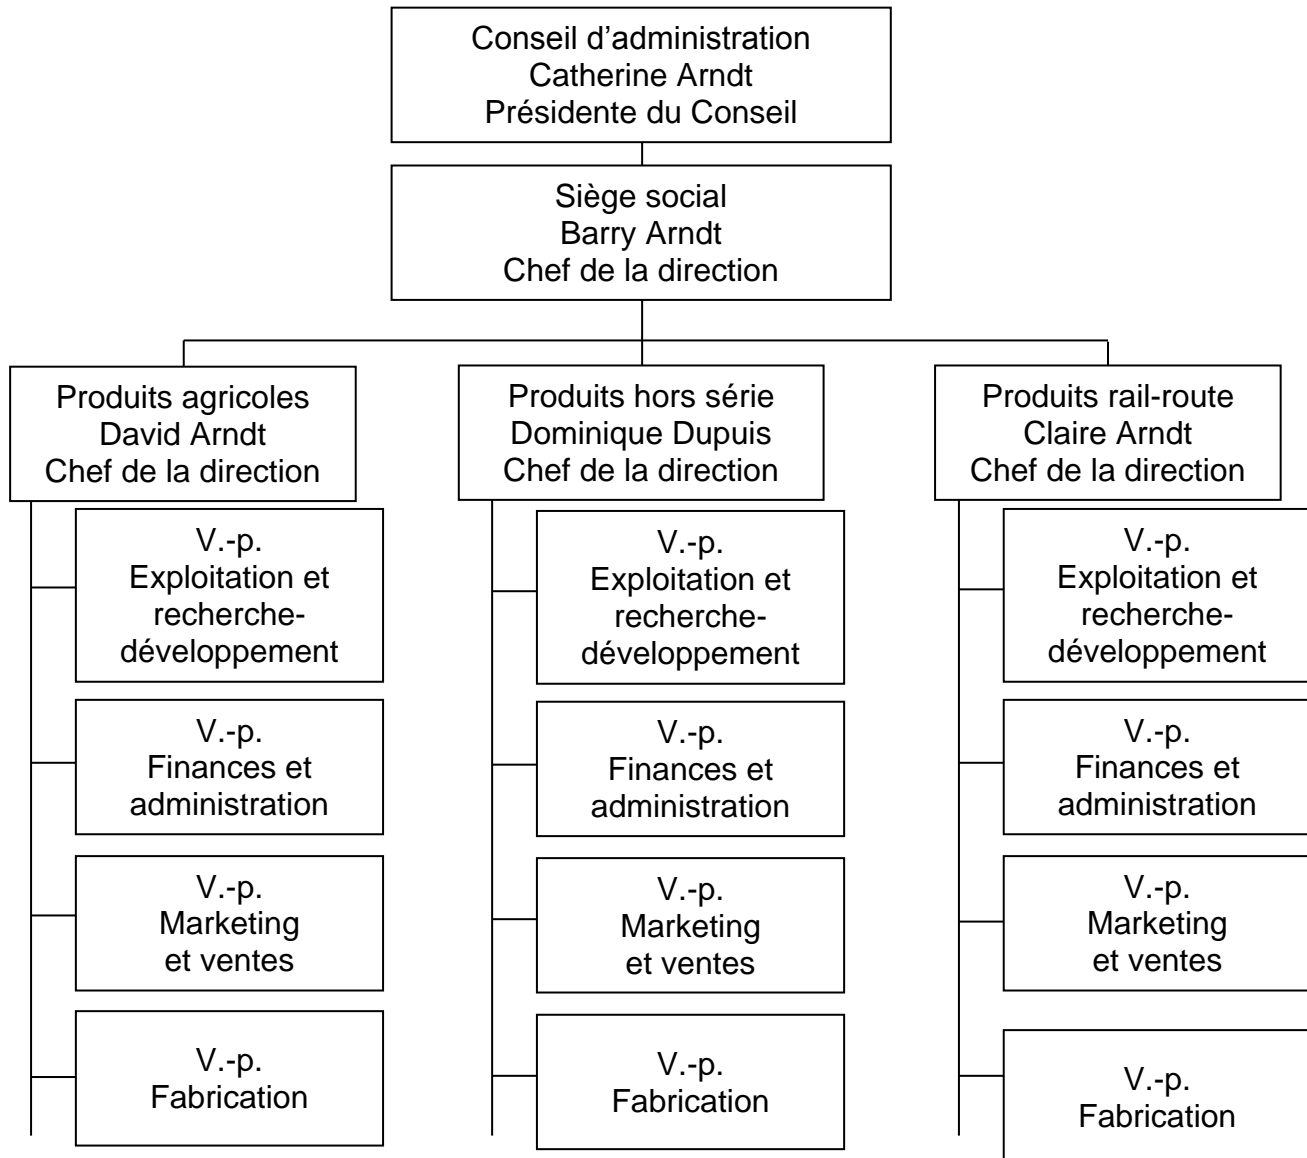 Conseil d’administration
Catherine Arndt
Présidente du Conseil
Siège social
Barry Arndt
Chef de la direction
Produits agricoles
David Arndt
Chef de la direction
V.-p.
Exploitation et
recherche-
développement
V.-p.
Finances et
administration
V.-p.
Marketing
et ventes
V.-p.
Fabrication
Produits hors série
Dominique Dupuis
Chef de la direction
V.-p.
Exploitation et
recherche-
développement
V.-p.
Finances et
administration
V.-p.
Marketing
et ventes
V.-p.
Fabrication
Produits rail-route
Claire Arndt
Chef de la direction
V.-p.
Exploitation et
recherche-
développement
V.-p.
Finances et
administration
V.-p.
Marketing
et ventes
V.-p.
Fabrication